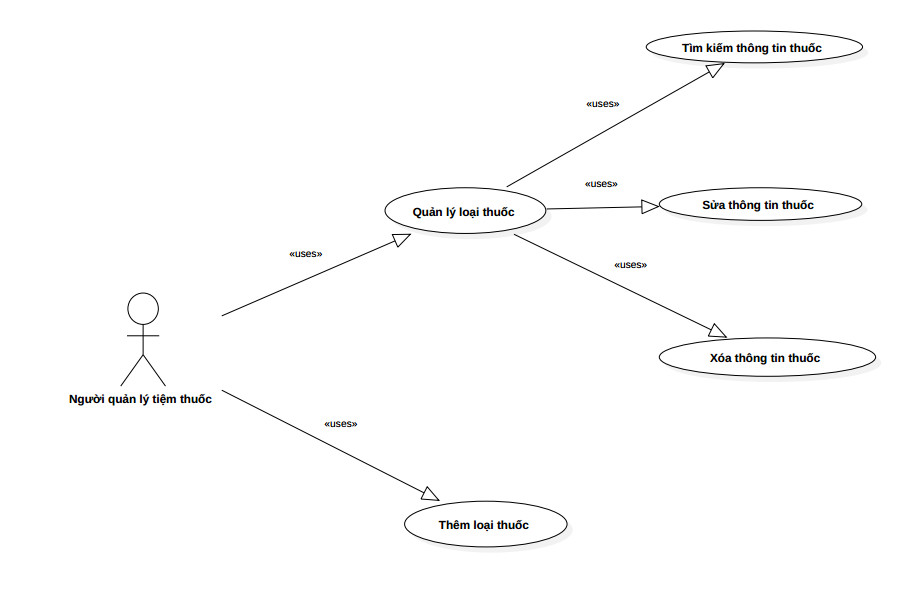 Tìm kiếm thông tin thuốc
«uses»
«uses»
Sửa thông tin thuốc
Quản lý loại thuốc
«uses»
«uses»
Xóa thông tin thuốc
Người quản lý tiệm thuốc
«uses»
Thêm loại thuốc